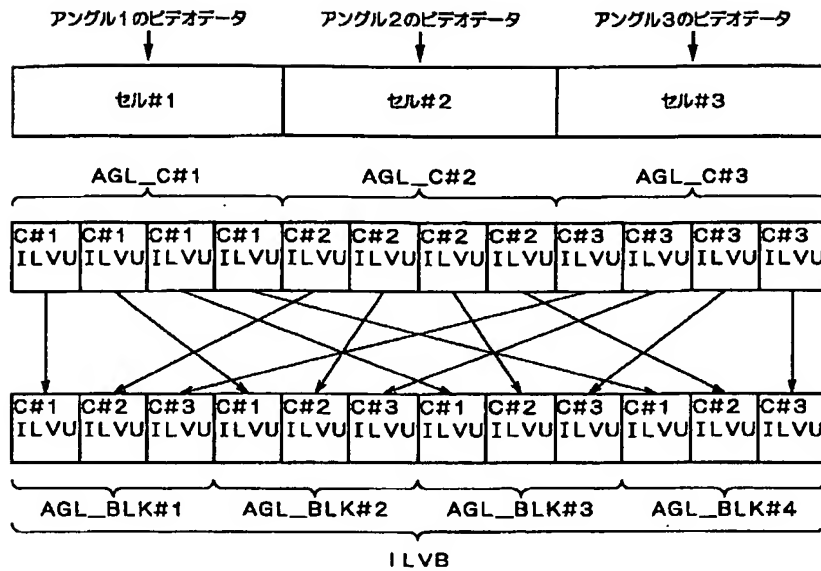 アングル1のビデオデータ アングル2のビデオデータ アングル3のビデオデータ
セル#1 セル#2 セル#3
AGL_C#1 AGL_C#2 AGL_C#3
C#1 C#1 C#1 C#1 C#2 C#2 C#2 C#2 C#3 C#3 C#3 C#3
ILVU ILVU ILVU ILVU ILVU ILVU ILVU ILVU ILVU ILVU ILVU ILVU
C#1 C#2 C#3 C#1 C#2 C#3 C#1 C#2 C#3 C#1 C#2 C#3
ILVU ILVU ILVU ILVU ILVU ILVU ILVU ILVU ILVU ILVU ILVU ILVU
AGL_BLK#1 AGL_BLK#2 AGL_BLK#3 AGL_BLK#4
ILVB